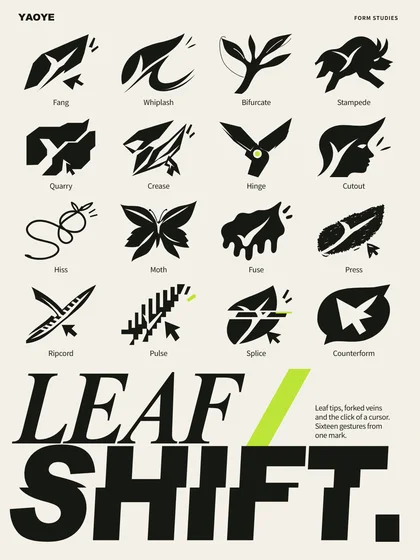 YAOYE
FORM STUDIES
Fang
Whiplash
Bifurcate
Stampede
Quarry
Crease
Hinge
Cutout
Hiss
Moth
Fuse
Press
Ripcord
Pulse
Splice
Counterform
LEAF /
Leaf tips, forked veins
and the click of a cursor.
Sixteen gestures from
one mark.
SHIFT.